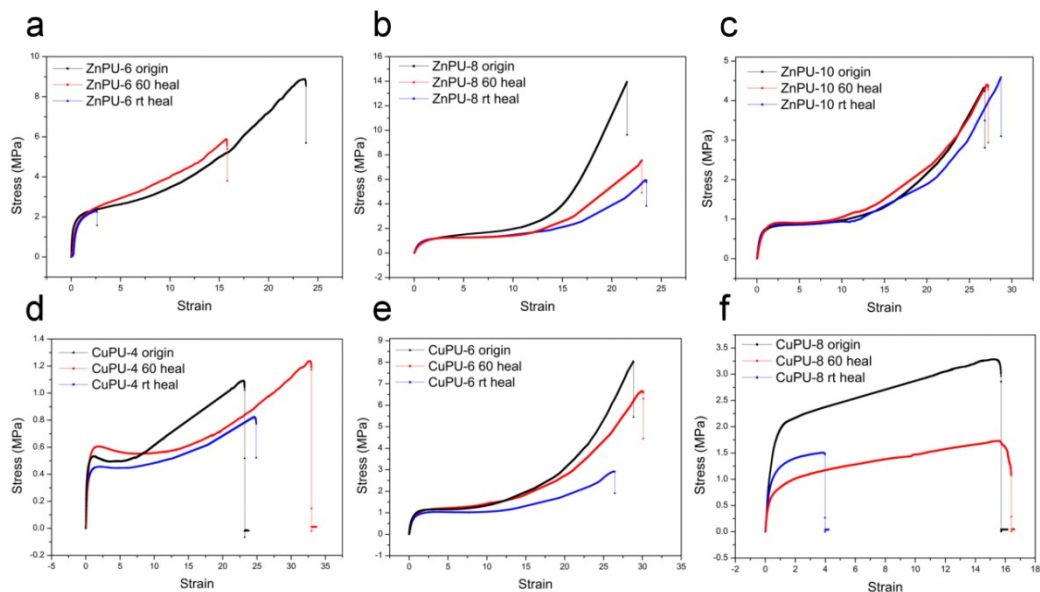 a
10
8
6
4
2
0
Stress (MPa)
ZnPU-6 origin
ZnPU-6 60 heal
ZnPU-6 rt heal
0 5 10 15 20 25
Strain
b
16
14
12
10
8
6
4
2
0
-2
Stress (MPa)
ZnPU-8 origin
ZnPU-8 60 heal
ZnPU-8 rt heal
0 5 10 15 20 25
Strain
c
5
4
3
2
1
0
Stress (MPa)
ZnPU-10 origin
ZnPU-10 60 heal
ZnPU-10 rt heal
0 5 10 15 20 25 30
Strain
d
1.4
1.2
1.0
0.8
0.6
0.4
0.2
0.0
-0.2
Stress (MPa)
CuPU-4 origin
CuPU-4 60 heal
CuPU-4 rt heal
-5 0 5 10 15 20 25 30 35
Strain
e
9
8
7
6
5
4
3
2
1
0
-1
Stress (MPa)
CuPU-6 origin
CuPU-6 60 heal
CuPU-6 rt heal
0 5 10 15 20 25 30 35
Strain
f
3.5
3.0
2.5
2.0
1.5
1.0
0.5
0.0
-0.5
Stress (MPa)
CuPU-8 origin
CuPU-8 60 heal
CuPU-8 rt heal
-2 0 2 4 6 8 10 12 14 16 18
Strain